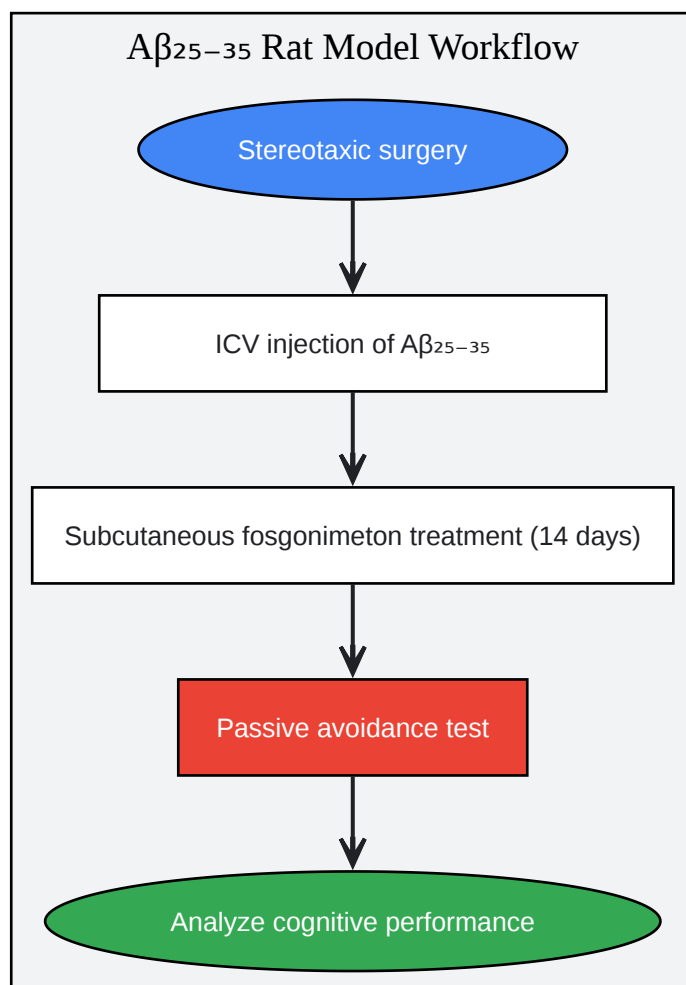 Aβ₂₅₋₃₅ Rat Model Workflow
Stereotaxic surgery
ICV injection of Aβ₂₅₋₃₅
Subcutaneous fosgonimeton treatment (14 days)
Passive avoidance test
Analyze cognitive performance